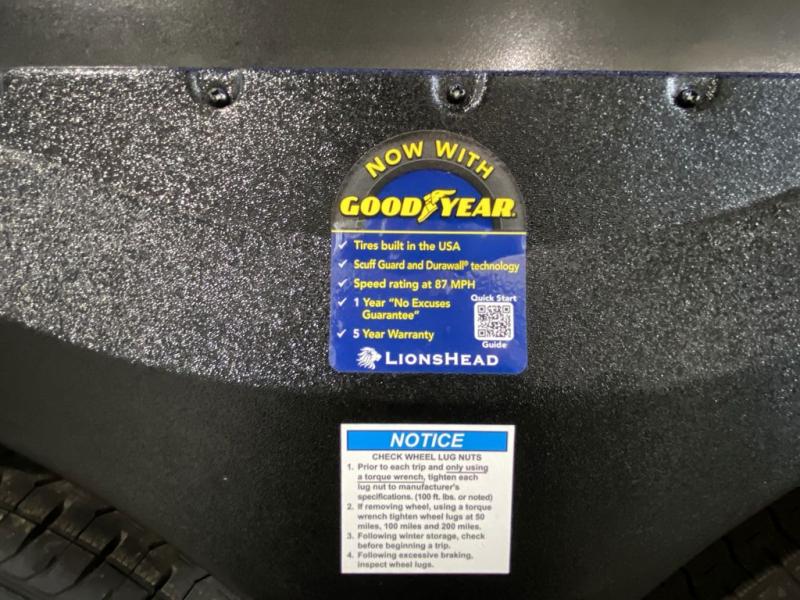 NOW WITH
GOODYEAR
✓ Tires built in the USA
✓ Scuff Guard and Durawall® technology
✓ Speed rating at 87 MPH
✓ 1 Year "No Excuses
Guarantee"
✓ 5 Year Warranty
Quick Start
Guide
LIONSHEAD
NOTICE
CHECK WHEEL LUG NUTS
1. Prior to each trip and only using
a torque wrench, tighten each
lug nut to manufacturer's
specifications. (100 ft. lbs. or noted)
2. If removing wheel, using a torque
wrench tighten wheel lugs at 50
miles, 100 miles and 200 miles.
3. Following winter storage, check
before beginning a trip.
4. Following excessive braking,
inspect wheel lugs.